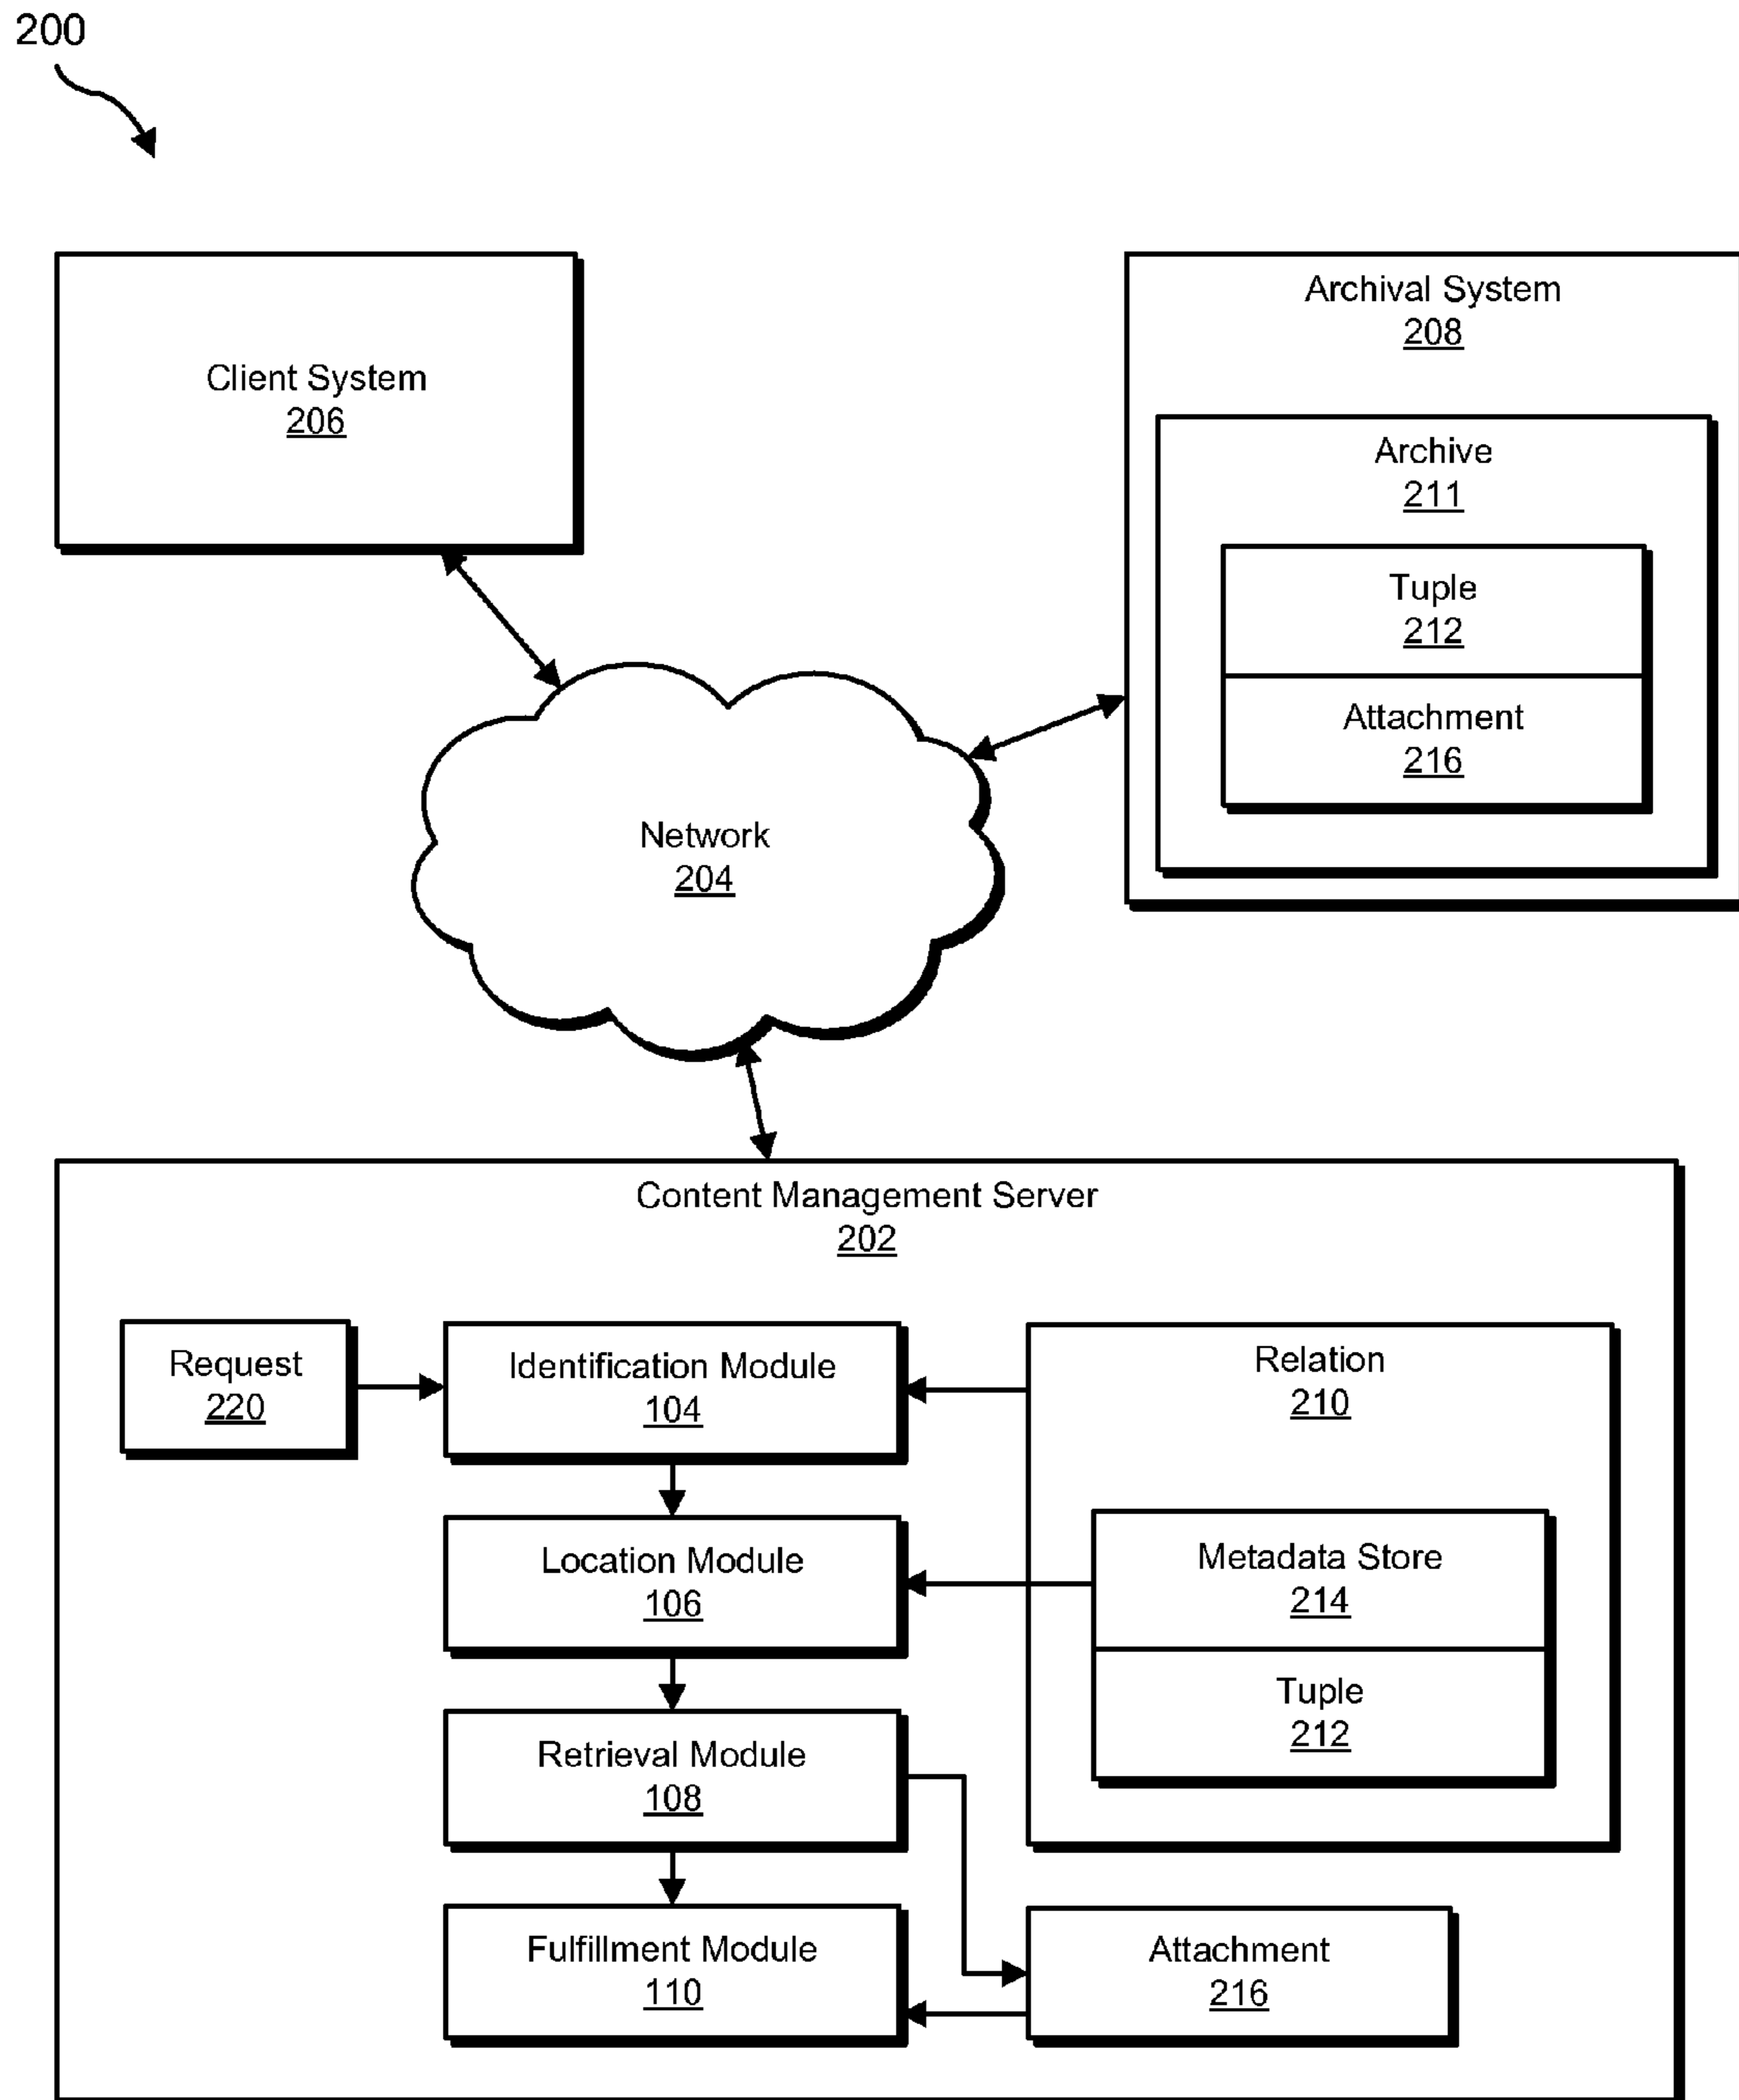 200
Client System
206
Archival System
208
Archive
211
Tuple
212
Attachment
216
Network
204
Content Management Server
202
Request
220
Identification Module
104
Relation
210
Location Module
106
Metadata Store
214
Tuple
212
Retrieval Module
108
Fulfillment Module
110
Attachment
216